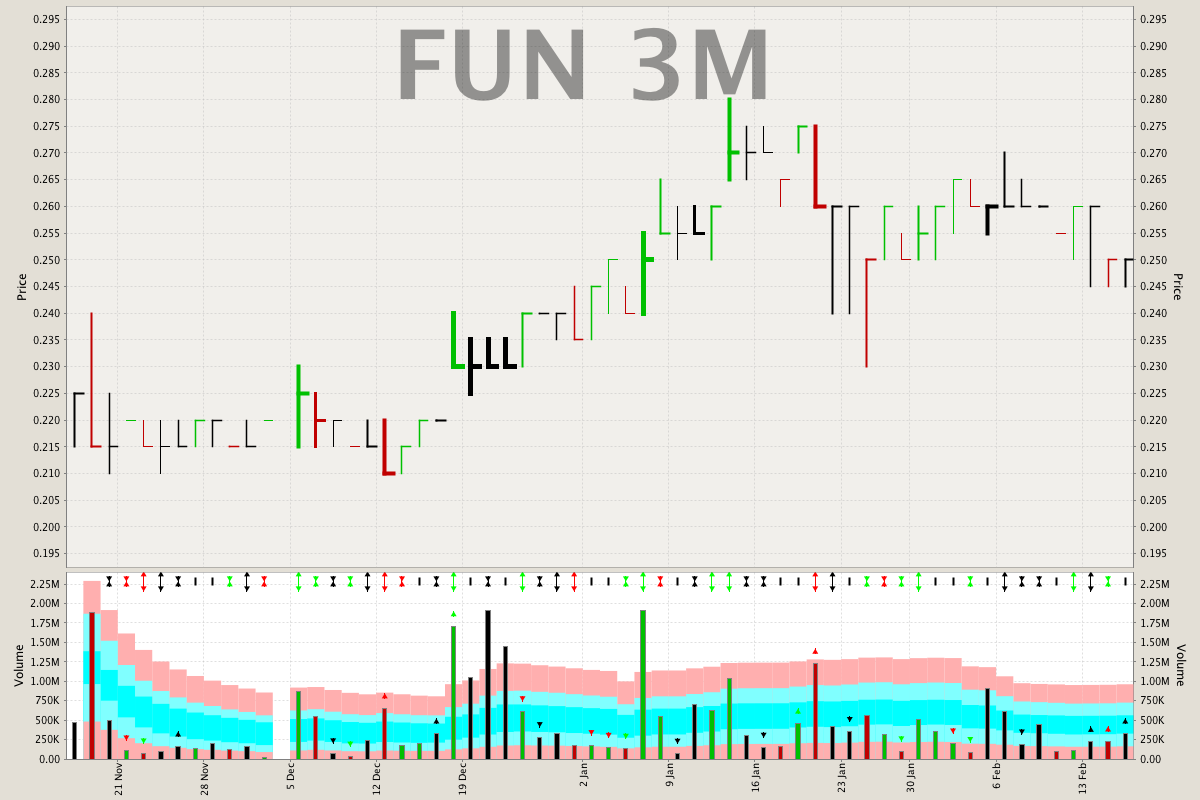 FUN 3M
0.295
0.290
0.285
0.280
0.275
0.270
0.265
0.260
0.255
0.250
0.245
0.240
0.235
0.230
0.225
0.220
0.215
0.210
0.205
0.200
0.195
Price
0.295
0.290
0.285
0.280
0.275
0.270
0.265
0.260
0.255
0.250
0.245
0.240
0.235
0.230
0.225
0.220
0.215
0.210
0.205
0.200
0.195
Price
2.25M
2.00M
1.75M
1.50M
1.25M
1.00M
750K
500K
250K
0.00
Volume
2.25M
2.00M
1.75M
1.50M
1.25M
1.00M
750K
500K
250K
0.00
Volume
21 Nov
28 Nov
5 Dec
12 Dec
19 Dec
2 Jan
9 Jan
16 Jan
23 Jan
30 Jan
6 Feb
13 Feb